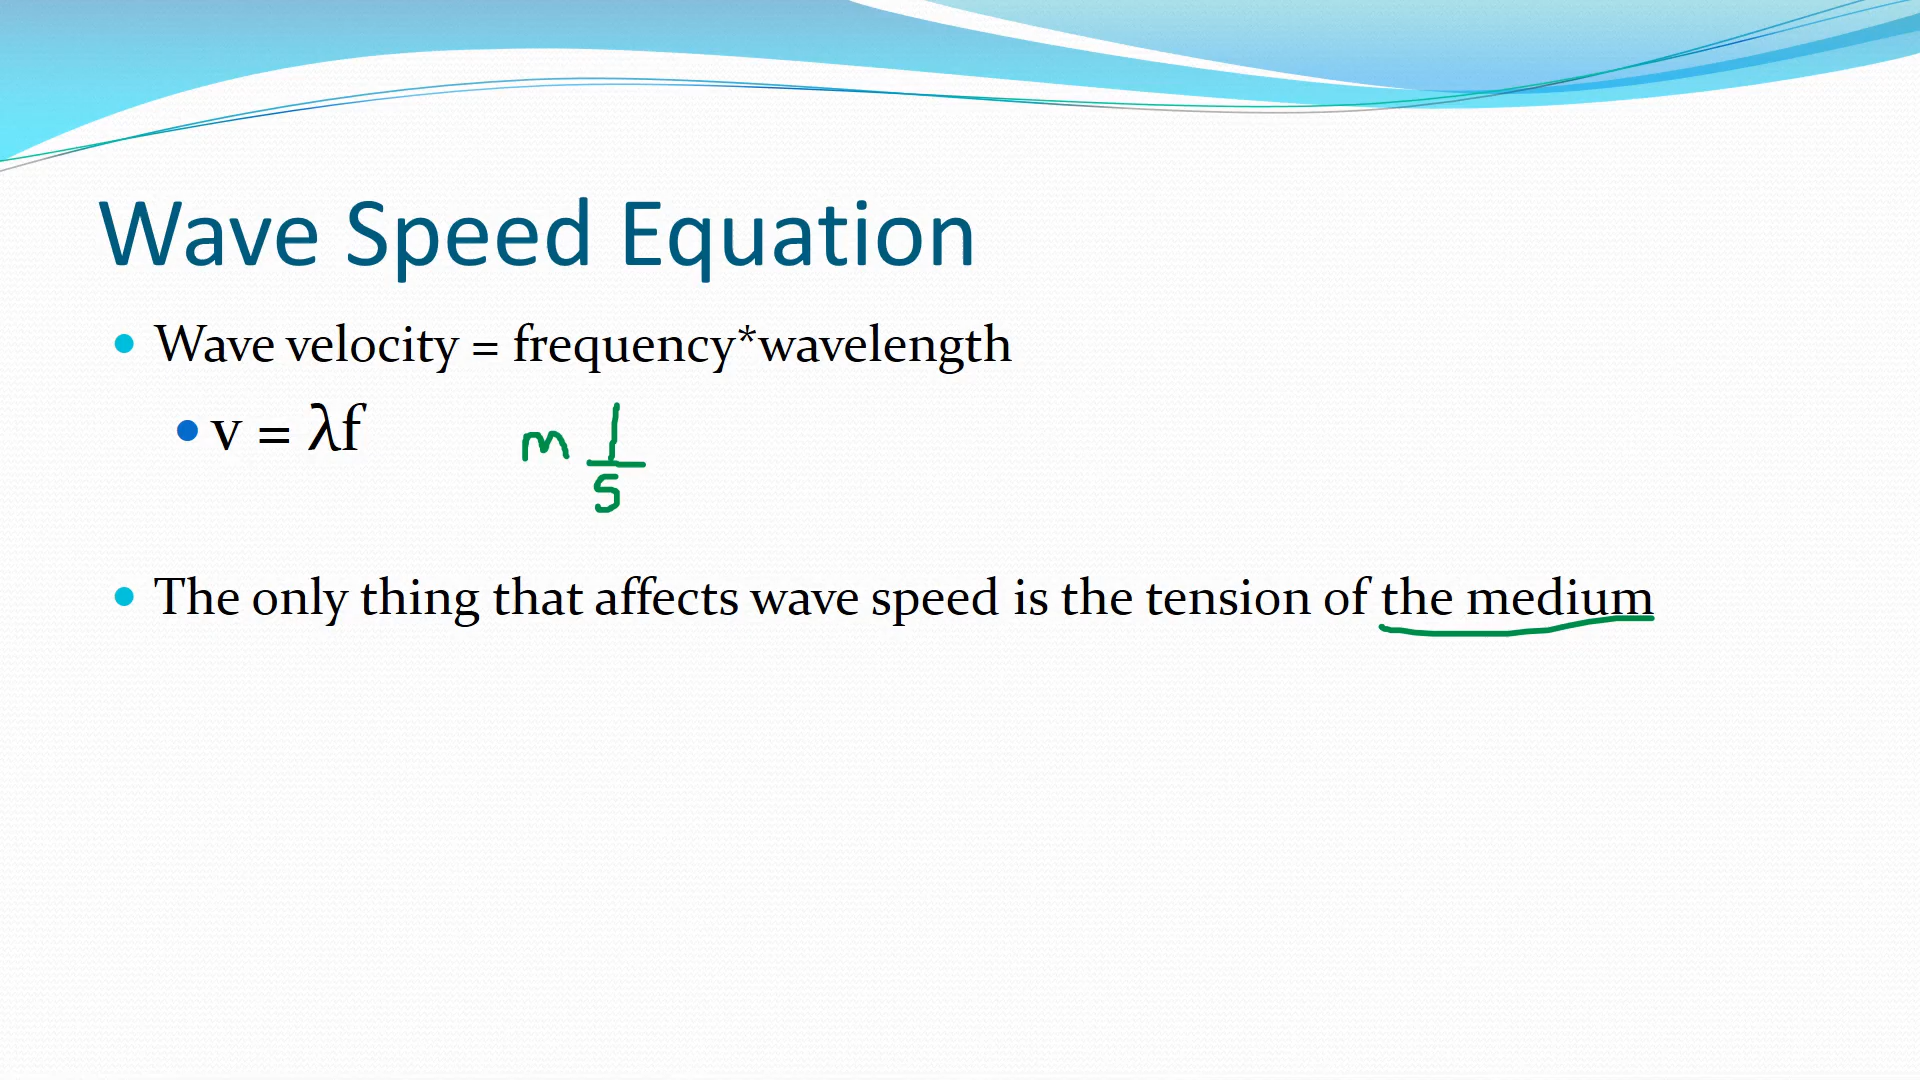 Wave Speed Equation
Wave velocity = frequency*wavelength
v = λf
m 1/s
The only thing that affects wave speed is the tension of the medium